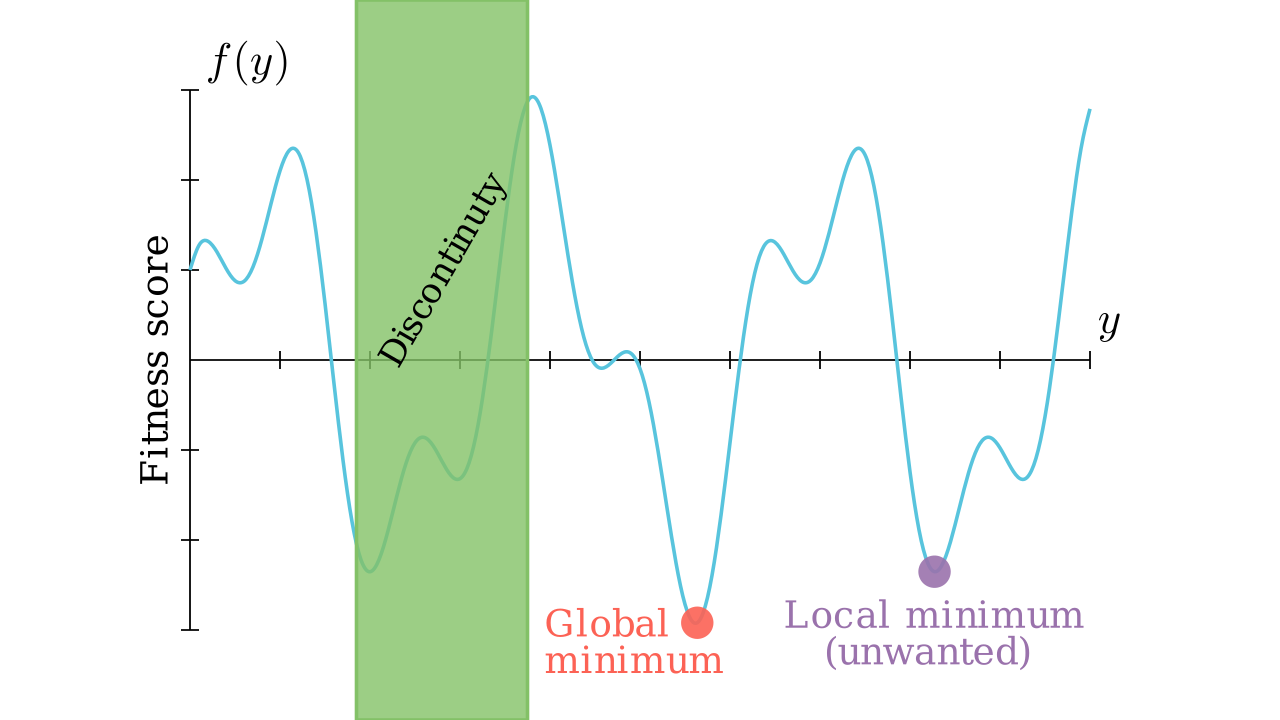 f(y)
Discontinuty
Fitness score
y
Global
minimum
Local minimum
(unwanted)